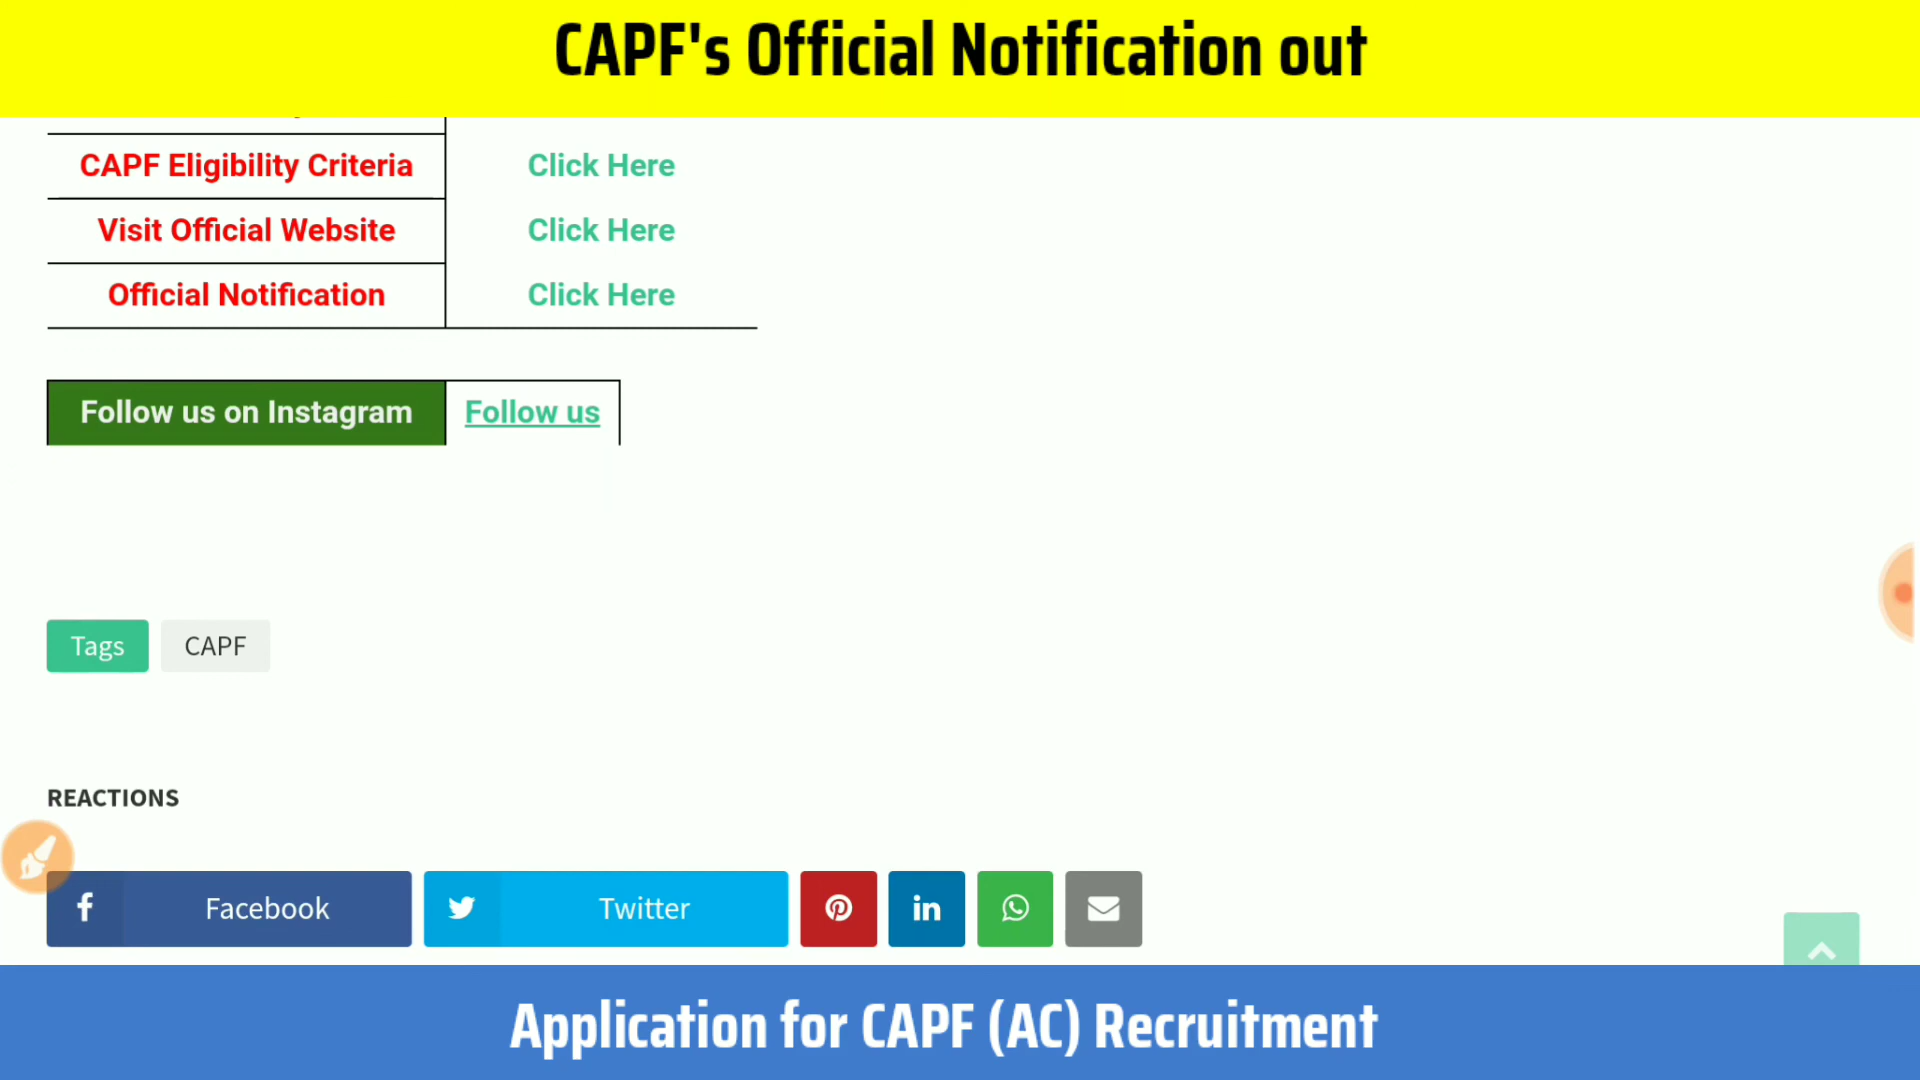 CAPF's Official Notification out
CAPF Eligibility Criteria Click Here
Visit Official Website Click Here
Official Notification Click Here
Follow us on Instagram Follow us
Tags CAPF
REACTIONS
Facebook Twitter
Application for CAPF (AC) Recruitment